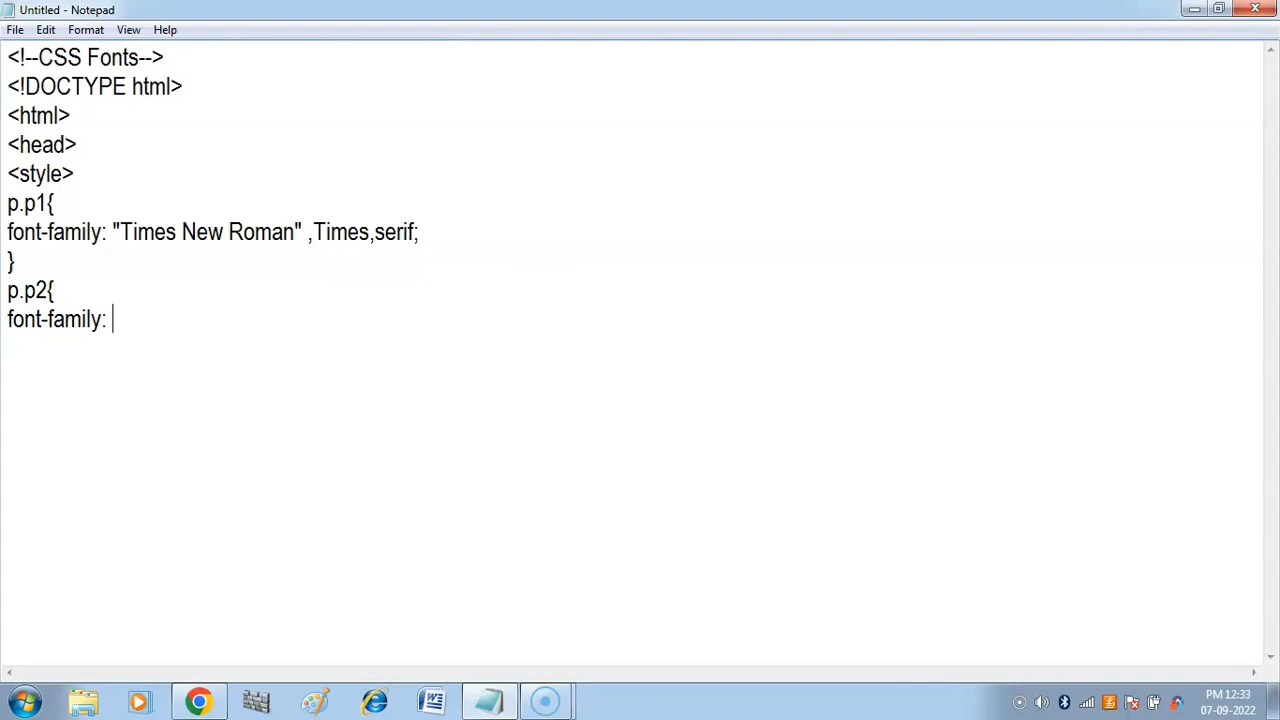 Untitled - Notepad
File Edit Format View Help
<!--CSS Fonts-->
<!DOCTYPE html>
<html>
<head>
<style>
p.p1{
font-family: "Times New Roman" ,Times,serif;
}
p.p2{
font-family:
PM 12:33
07-09-2022